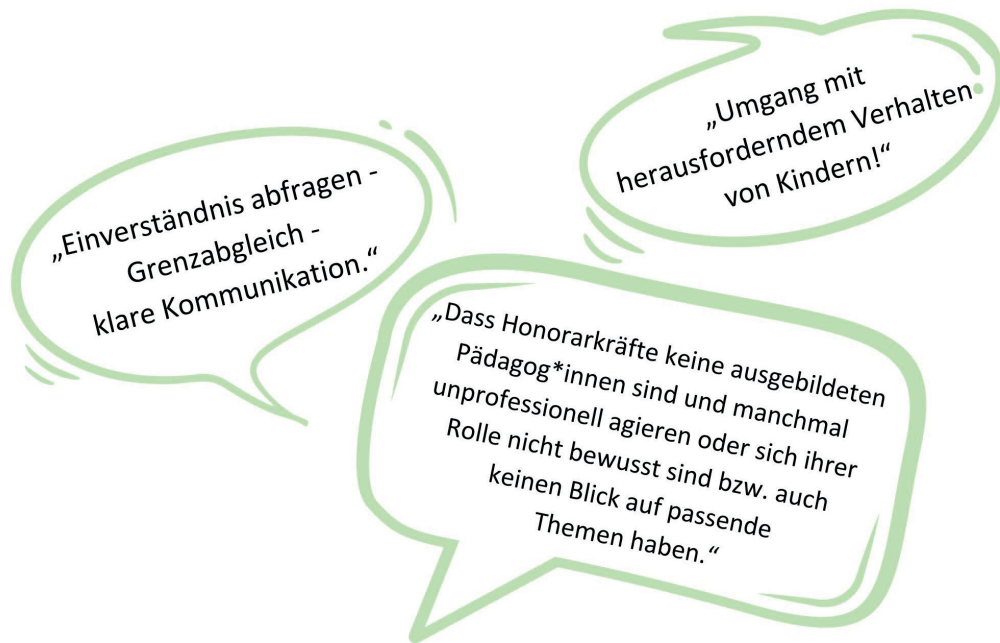 „Einverständnis abfragen -
Grenzabgleich -
klare Kommunikation.“
„Umgang mit
herausforderndem Verhalten
von Kindern!“
„Dass Honorarkräfte keine ausgebildeten
Pädagog*innen sind und manchmal
unprofessionell agieren oder sich ihrer
Rolle nicht bewusst sind bzw. auch
keinen Blick auf passende
Themen haben.“